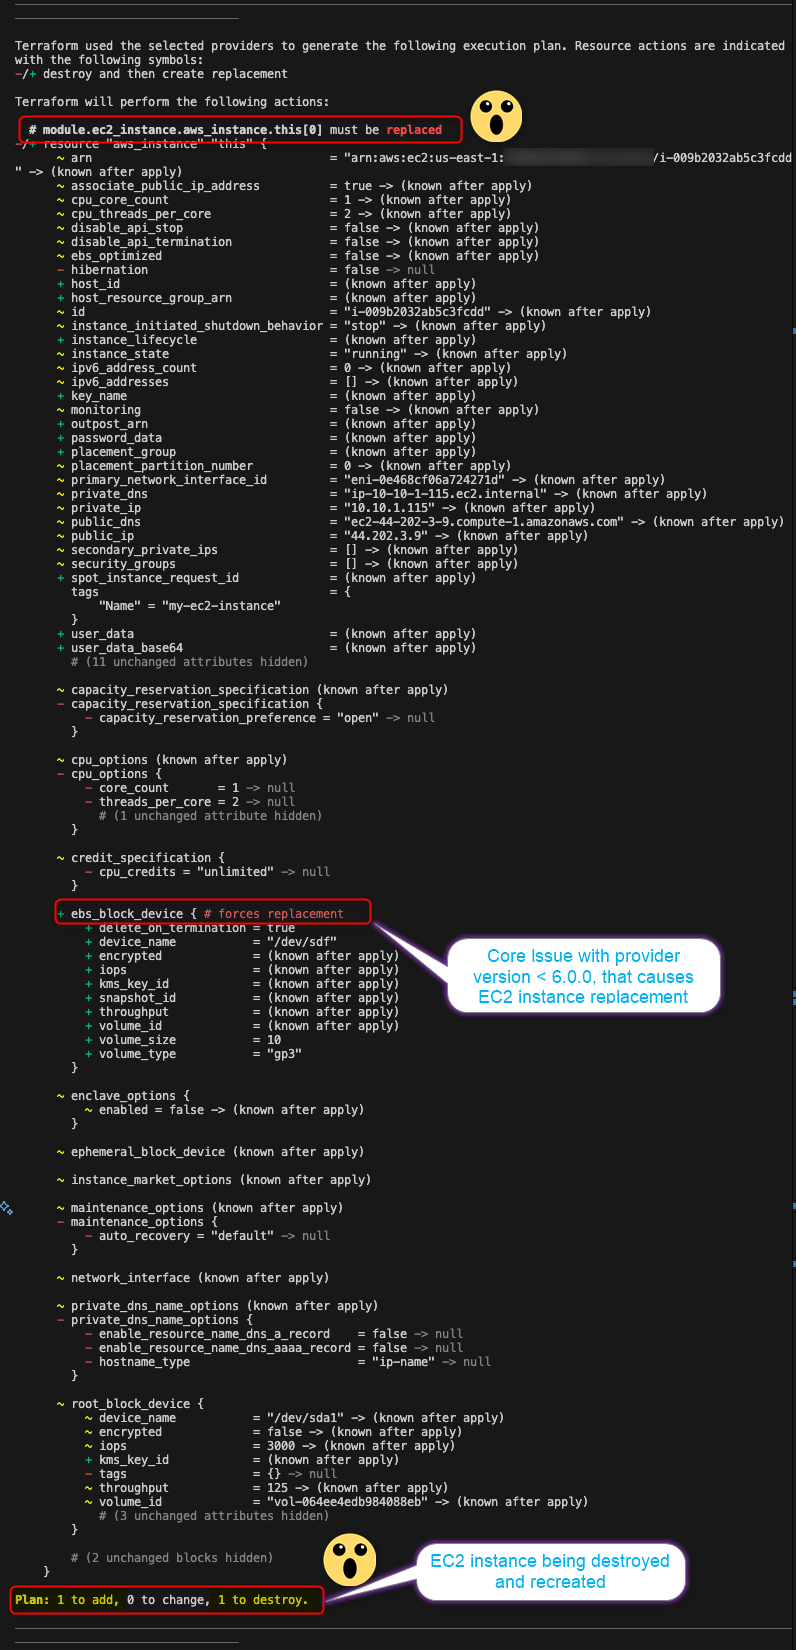 Terraform used the selected providers to generate the following execution plan. Resource actions are indicated
with the following symbols:
-/+ destroy and then create replacement
Terraform will perform the following actions:
# module.ec2_instance.aws_instance.this[0] must be replaced
-/+ resource "aws_instance" "this" {
~ arn = "arn:aws:ec2:us-east-1: /i-009b2032ab5c3fcdd
" -> (known after apply)
~ associate_public_ip_address = true -> (known after apply)
~ cpu_core_count = 1 -> (known after apply)
~ cpu_threads_per_core = 2 -> (known after apply)
~ disable_api_stop = false -> (known after apply)
~ disable_api_termination = false -> (known after apply)
~ ebs_optimized = false -> (known after apply)
- hibernation = false -> null
+ host_id = (known after apply)
+ host_resource_group_arn = (known after apply)
~ id = "i-009b2032ab5c3fcdd" -> (known after apply)
~ instance_initiated_shutdown_behavior = "stop" -> (known after apply)
+ instance_lifecycle = (known after apply)
~ instance_state = "running" -> (known after apply)
~ ipv6_address_count = 0 -> (known after apply)
~ ipv6_addresses = [] -> (known after apply)
+ key_name = (known after apply)
~ monitoring = false -> (known after apply)
+ outpost_arn = (known after apply)
+ password_data = (known after apply)
+ placement_group = (known after apply)
~ placement_partition_number = 0 -> (known after apply)
~ primary_network_interface_id = "eni-0e468cf06a724271d" -> (known after apply)
~ private_dns = "ip-10-10-1-115.ec2.internal" -> (known after apply)
~ private_ip = "10.10.1.115" -> (known after apply)
~ public_dns = "ec2-44-202-3-9.compute-1.amazonaws.com" -> (known after apply)
~ public_ip = "44.202.3.9" -> (known after apply)
~ secondary_private_ips = [] -> (known after apply)
~ security_groups = [] -> (known after apply)
+ spot_instance_request_id = (known after apply)
tags = {
"Name" = "my-ec2-instance"
}
+ user_data = (known after apply)
+ user_data_base64 = (known after apply)
# (11 unchanged attributes hidden)
~ capacity_reservation_specification (known after apply)
- capacity_reservation_specification {
- capacity_reservation_preference = "open" -> null
}
~ cpu_options (known after apply)
- cpu_options {
- core_count = 1 -> null
- threads_per_core = 2 -> null
# (1 unchanged attribute hidden)
}
~ credit_specification {
- cpu_credits = "unlimited" -> null
}
+ ebs_block_device { # forces replacement
+ delete_on_termination = true
+ device_name = "/dev/sdf"
+ encrypted = (known after apply)
+ iops = (known after apply)
+ kms_key_id = (known after apply)
+ snapshot_id = (known after apply)
+ throughput = (known after apply)
+ volume_id = (known after apply)
+ volume_size = 10
+ volume_type = "gp3"
}
Core Issue with provider
version < 6.0.0, that causes
EC2 instance replacement
~ enclave_options {
~ enabled = false -> (known after apply)
}
~ ephemeral_block_device (known after apply)
~ instance_market_options (known after apply)
~ maintenance_options (known after apply)
- maintenance_options {
- auto_recovery = "default" -> null
}
~ network_interface (known after apply)
~ private_dns_name_options (known after apply)
- private_dns_name_options {
- enable_resource_name_dns_a_record = false -> null
- enable_resource_name_dns_aaaa_record = false -> null
- hostname_type = "ip-name" -> null
}
~ root_block_device {
~ device_name = "/dev/sda1" -> (known after apply)
~ encrypted = false -> (known after apply)
~ iops = 3000 -> (known after apply)
+ kms_key_id = (known after apply)
- tags = {} -> null
~ throughput = 125 -> (known after apply)
~ volume_id = "vol-064ee4edb984088eb" -> (known after apply)
# (3 unchanged attributes hidden)
}
# (2 unchanged blocks hidden)
}
EC2 instance being destroyed
and recreated
Plan: 1 to add, 0 to change, 1 to destroy.